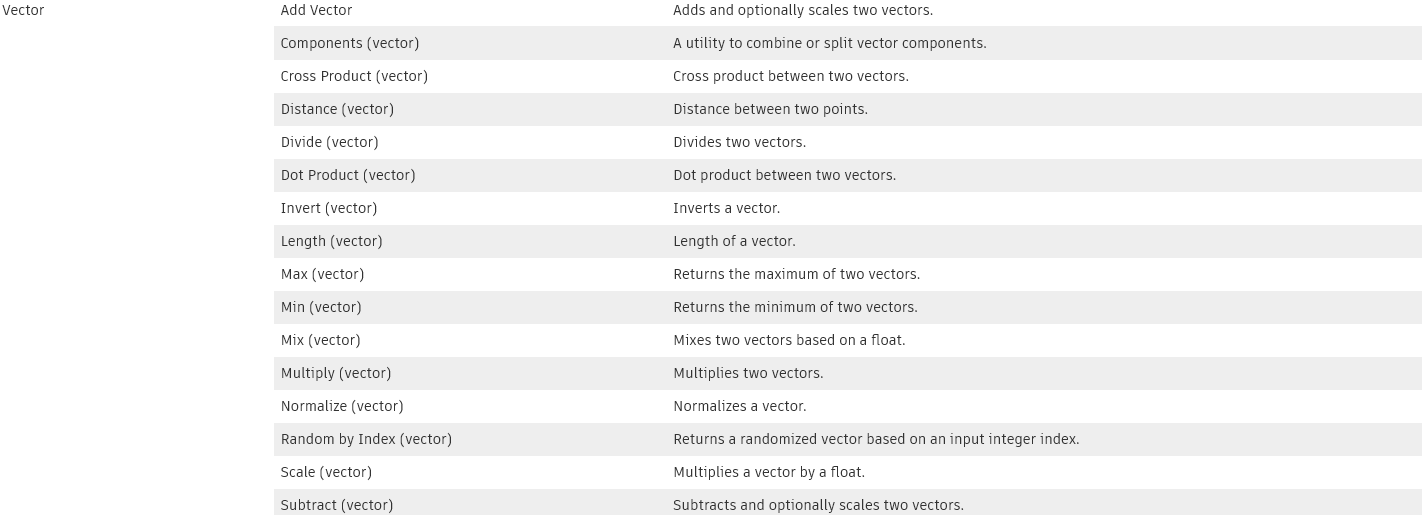 Vector Add Vector Adds and optionally scales two vectors.
Components (vector) A utility to combine or split vector components.
Cross Product (vector) Cross product between two vectors.
Distance (vector) Distance between two points.
Divide (vector) Divides two vectors.
Dot Product (vector) Dot product between two vectors.
Invert (vector) Inverts a vector.
Length (vector) Length of a vector.
Max (vector) Returns the maximum of two vectors.
Min (vector) Returns the minimum of two vectors.
Mix (vector) Mixes two vectors based on a float.
Multiply (vector) Multiplies two vectors.
Normalize (vector) Normalizes a vector.
Random by Index (vector) Returns a randomized vector based on an input integer index.
Scale (vector) Multiplies a vector by a float.
Subtract (vector) Subtracts and optionally scales two vectors.